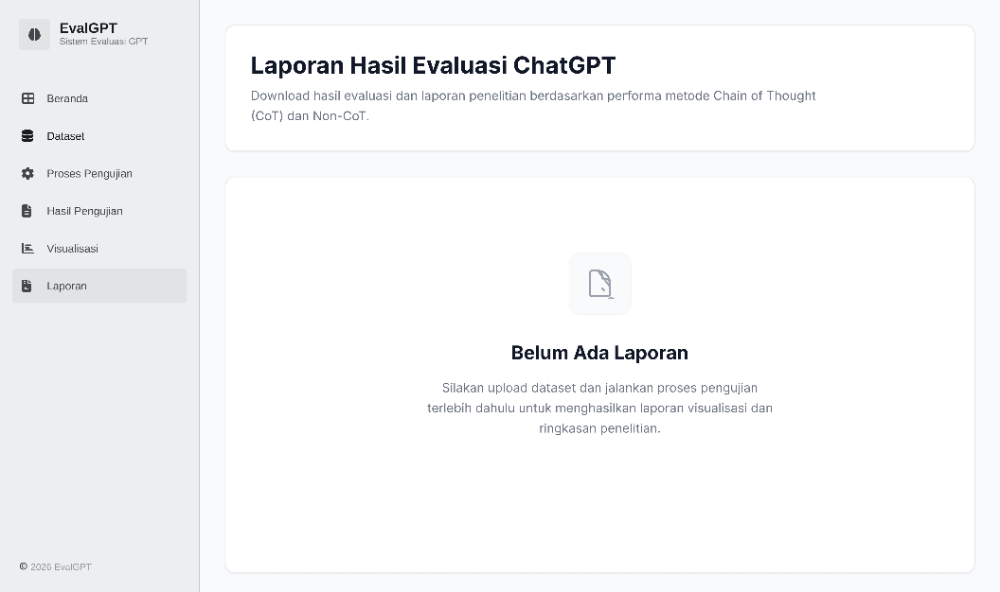 EvalGPT
Sistem Evaluasi GPT
Beranda
Dataset
Proses Pengujian
Hasil Pengujian
Visualisasi
Laporan
© 2026 EvalGPT
Laporan Hasil Evaluasi ChatGPT
Download hasil evaluasi dan laporan penelitian berdasarkan performa metode Chain of Thought
(CoT) dan Non-CoT.
Belum Ada Laporan
Silakan upload dataset dan jalankan proses pengujian
terlebih dahulu untuk menghasilkan laporan visualisasi dan
ringkasan penelitian.